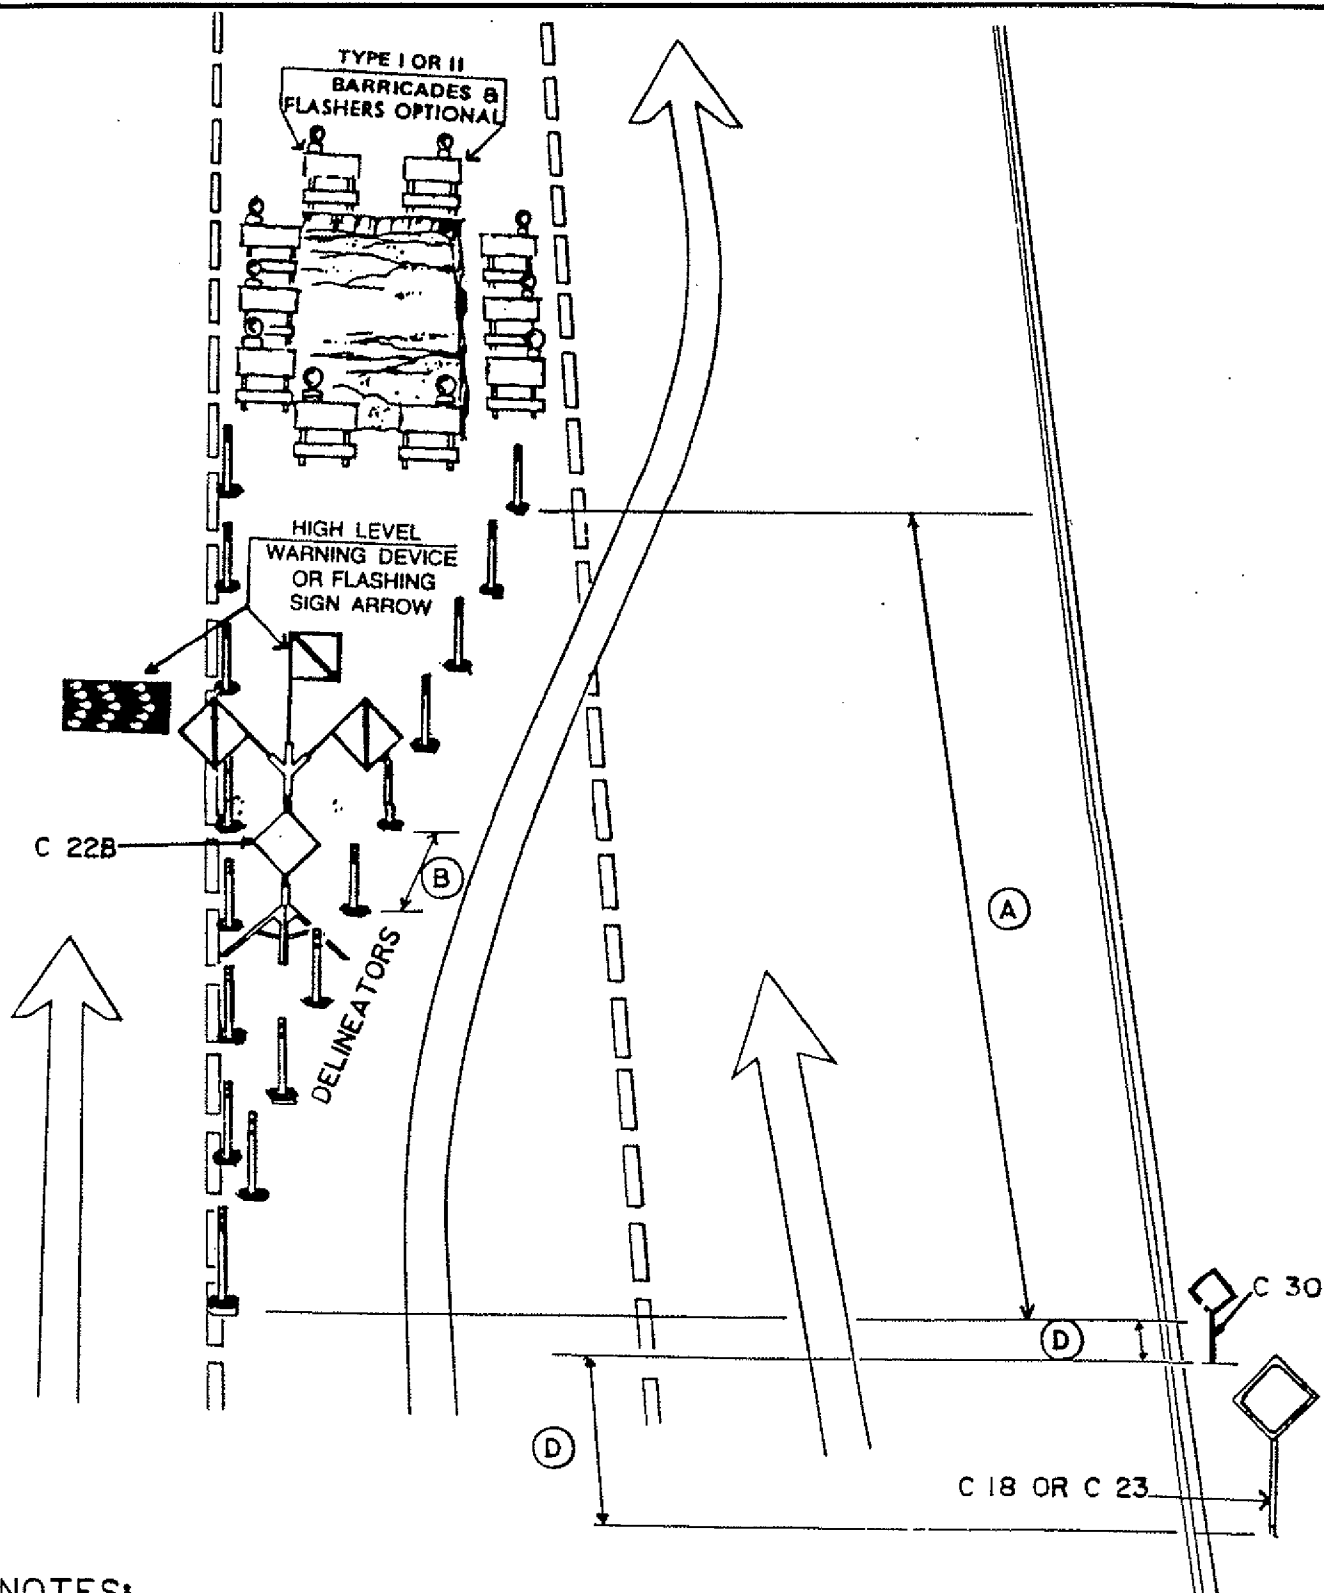 TYPE I OR II
BARRICADES &
FLASHERS OPTIONAL
HIGH LEVEL
WARNING DEVICE
OR FLASHING
SIGN ARROW
C 22B
B
DELINEATORS
A
C 30
D
D
C 18 OR C 23
NOTES: